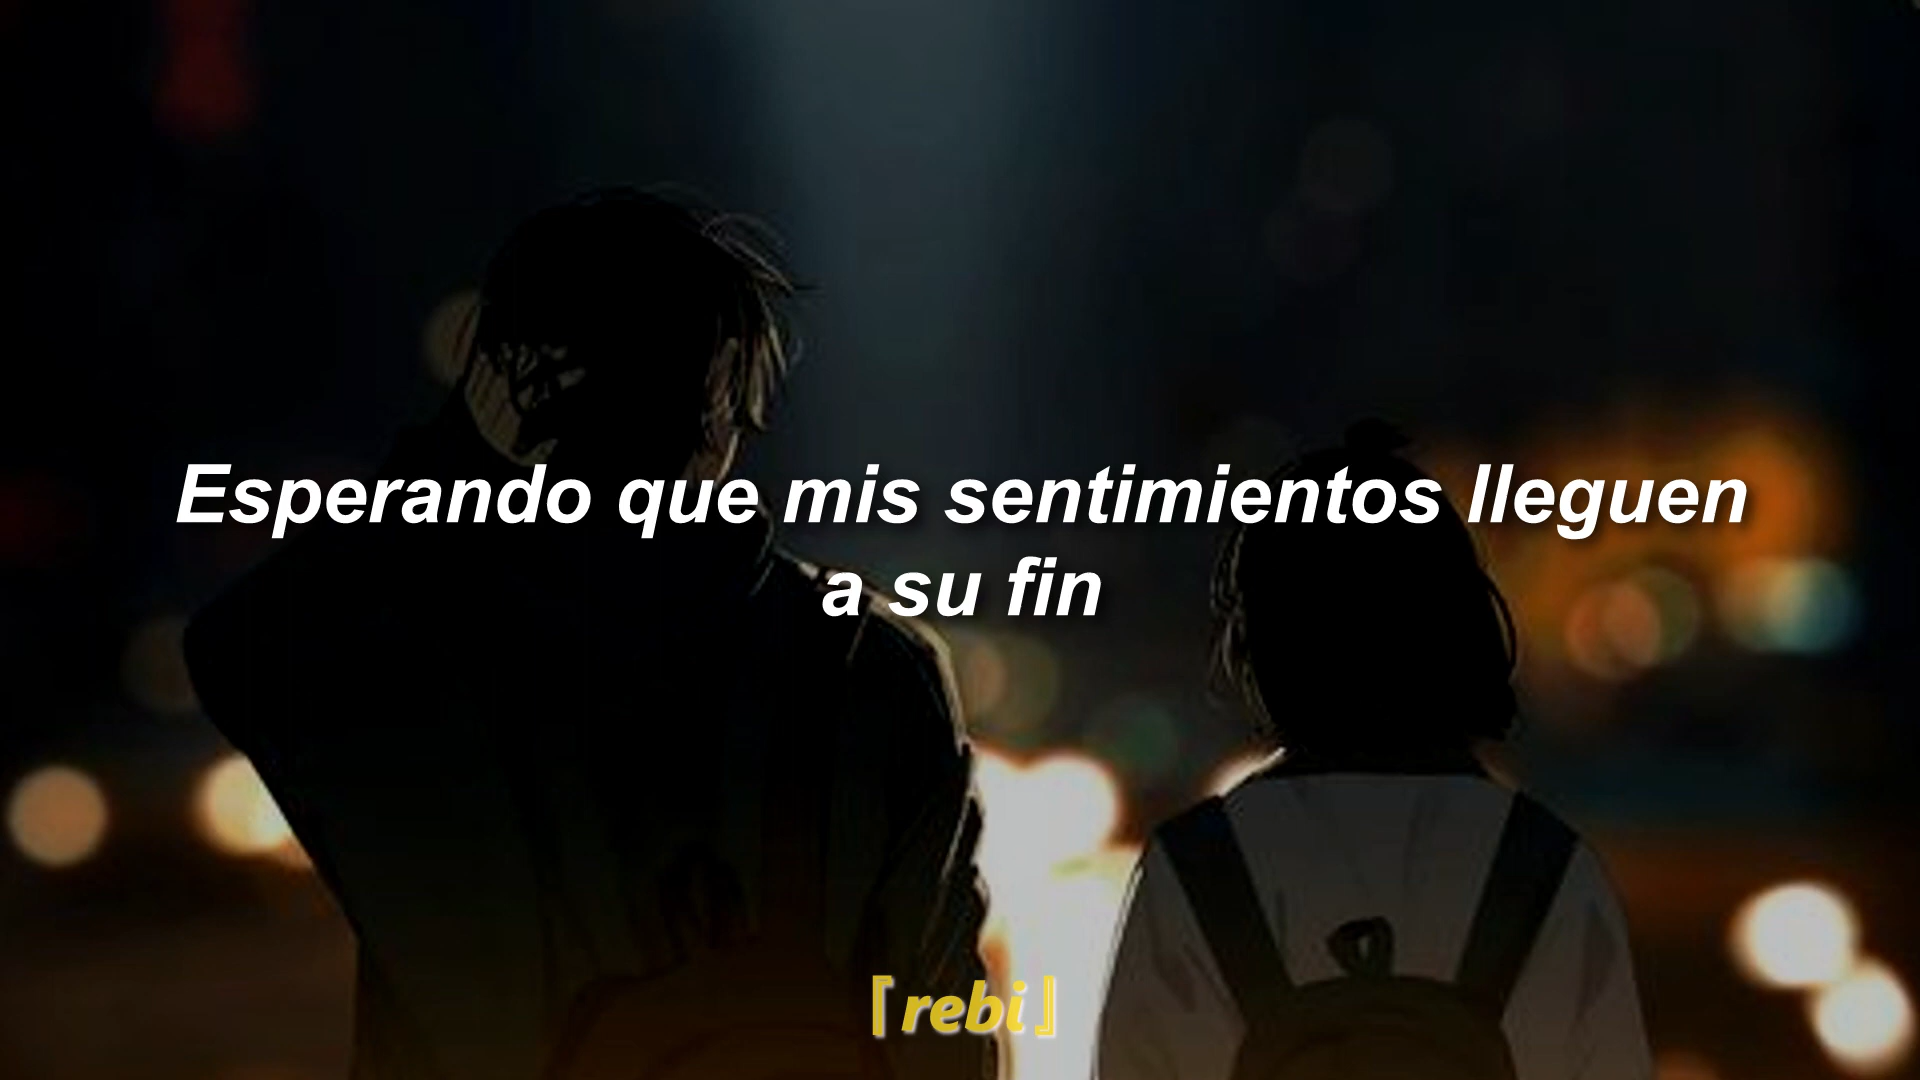 Esperando que mis sentimientos lleguen
a su fin
『rebi』